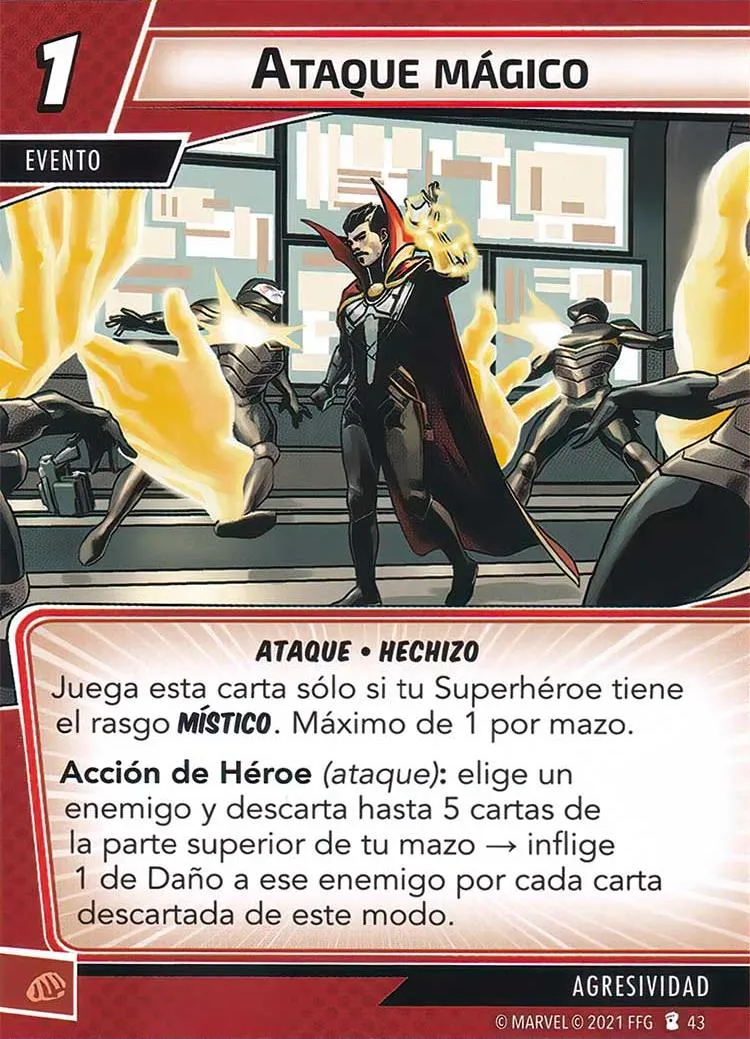 1
ATAQUE MÁGICO
EVENTO
ATAQUE • HECHIZO
Juega esta carta sólo si tu Superhéroe tiene
el rasgo MÍSTICO. Máximo de 1 por mazo.
Acción de Héroe (ataque): elige un
enemigo y descarta hasta 5 cartas de
la parte superior de tu mazo → inflige
1 de Daño a ese enemigo por cada carta
descartada de este modo.
AGRESIVIDAD
© MARVEL © 2021 FFG 43